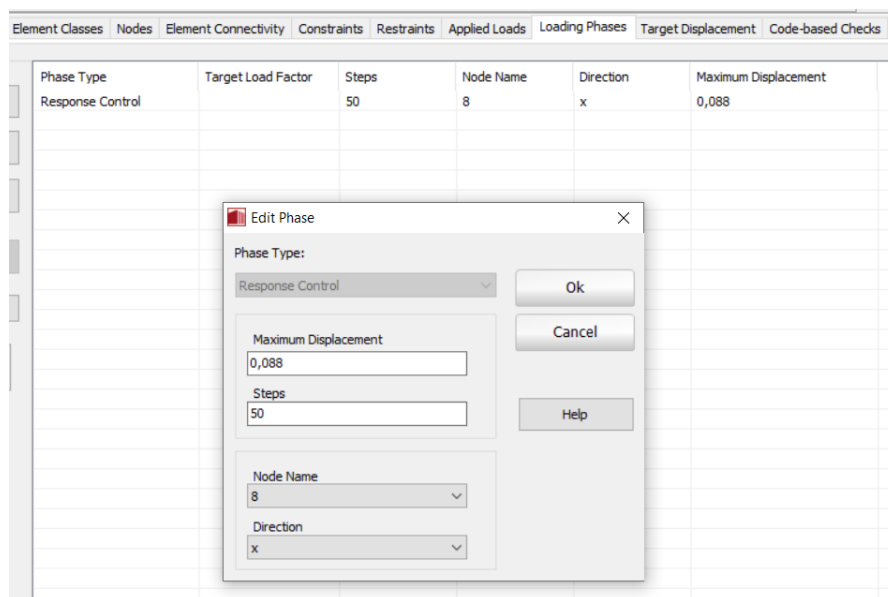 Element Classes Nodes Element Connectivity Constraints Restraints Applied Loads Loading Phases Target Displacement Code-based Checks
Phase Type Target Load Factor Steps Node Name Direction Maximum Displacement
Response Control 50 8 x 0,088
Edit Phase
Phase Type:
Response Control
Ok
Maximum Displacement
0,088
Cancel
Steps
50
Help
Node Name
8
Direction
x